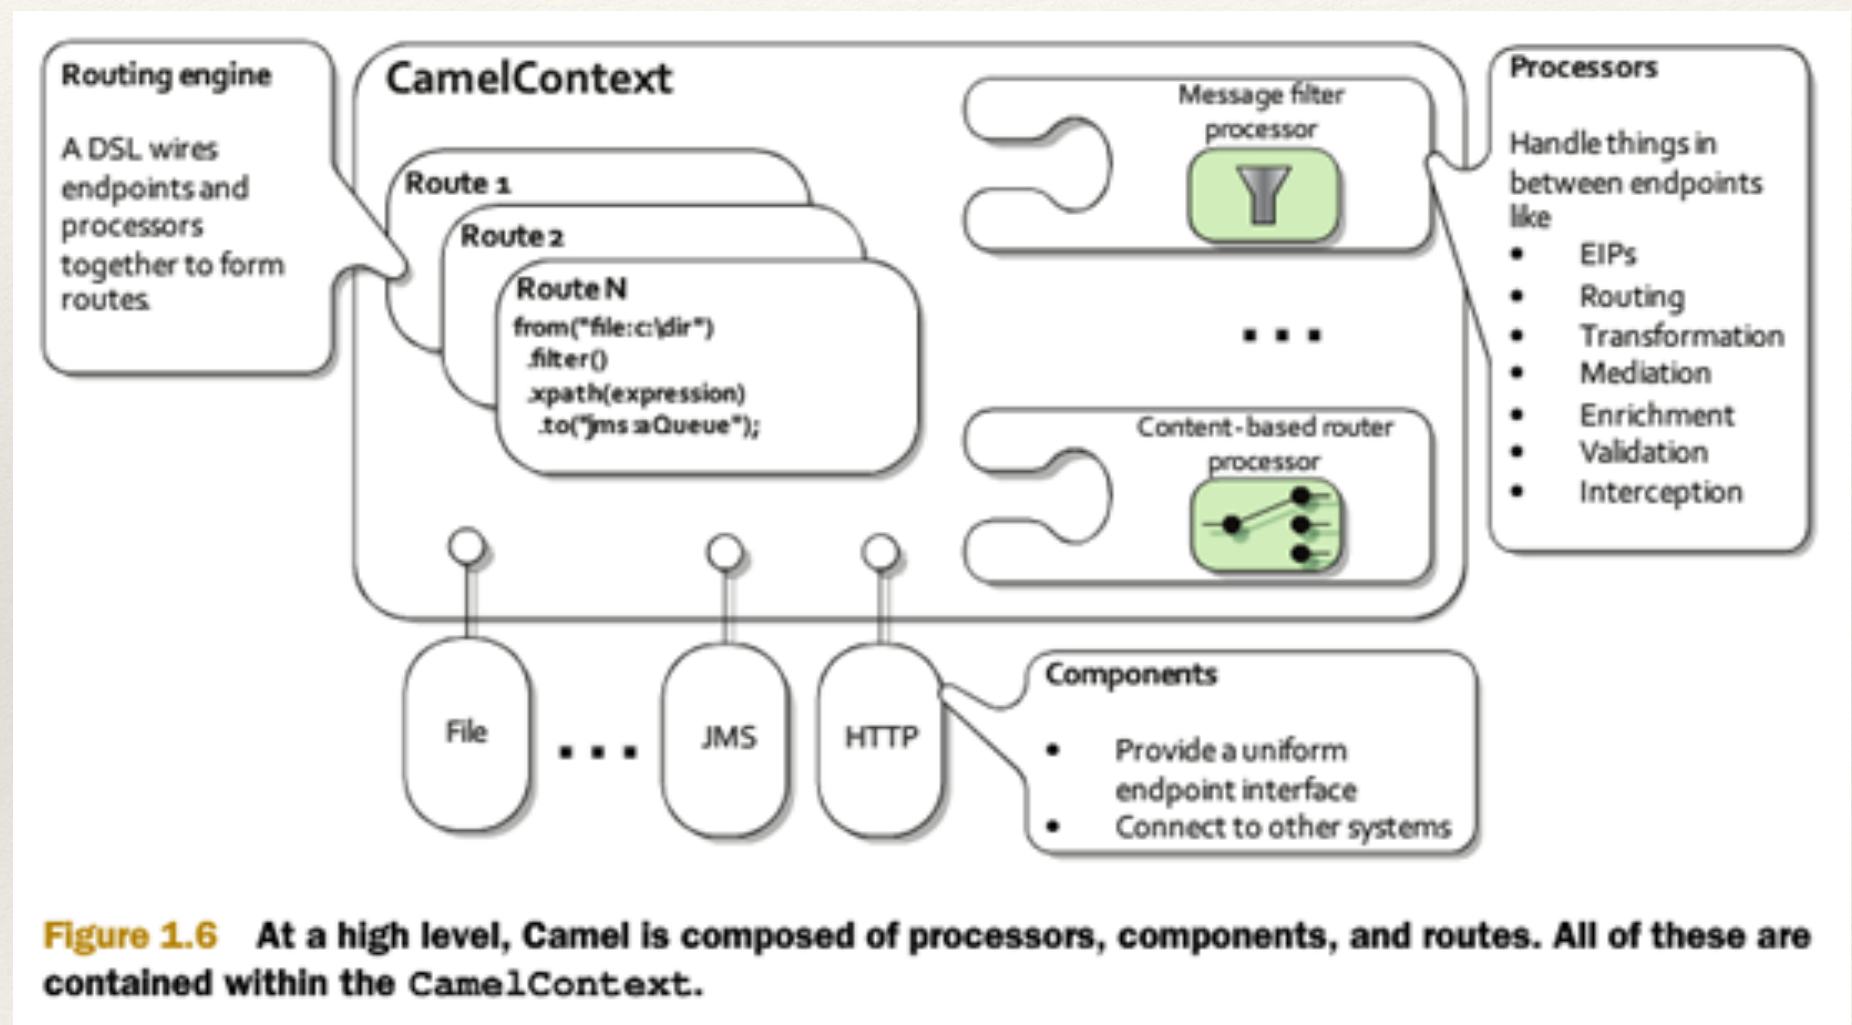 Routing engine
A DSL wires
endpoints and
processors
together to form
routes.
CamelContext
Route 1
Route 2
Route N
from("file:c:\dir")
.filter()
.xpath(expression)
.to("jms:aQueue");
Message filter
processor
...
Content-based router
processor
Processors
Handle things in
between endpoints
like
• EIPs
• Routing
• Transformation
• Mediation
• Enrichment
• Validation
• Interception
File
...
JMS
HTTP
Components
• Provide a uniform
endpoint interface
• Connect to other systems
Figure 1.6 At a high level, Camel is composed of processors, components, and routes. All of these are
contained within the CamelContext.